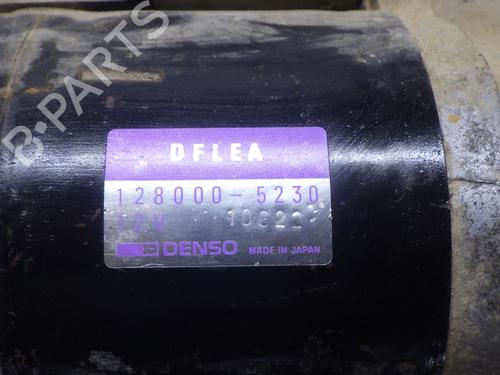 B-PARTS
DFLEA
128000-5230
12V
DENSO MADE IN JAPAN